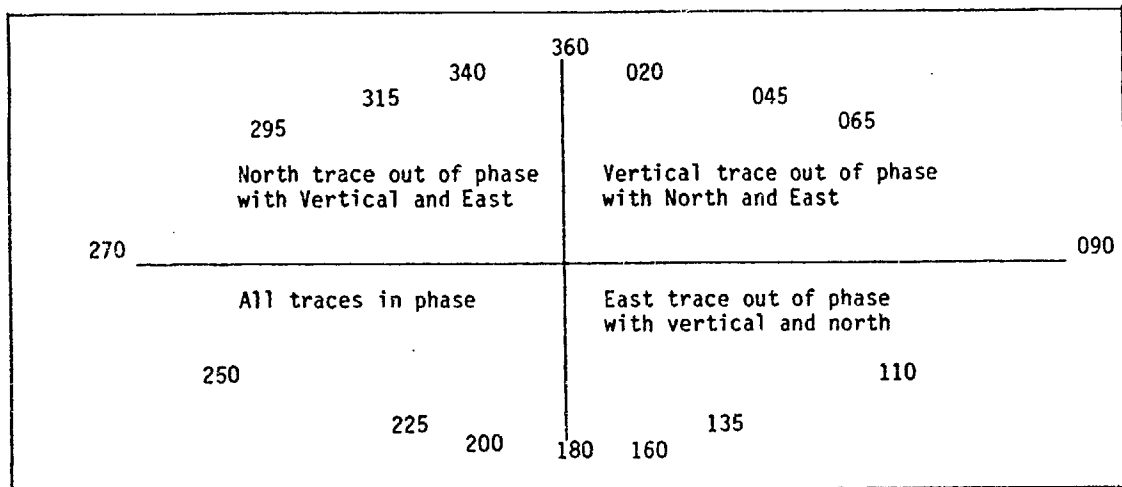 360
340
020
315
045
295
065
North trace out of phase
with Vertical and East
Vertical trace out of phase
with North and East
270
090
All traces in phase
East trace out of phase
with vertical and north
250
110
225
200
180
160
135